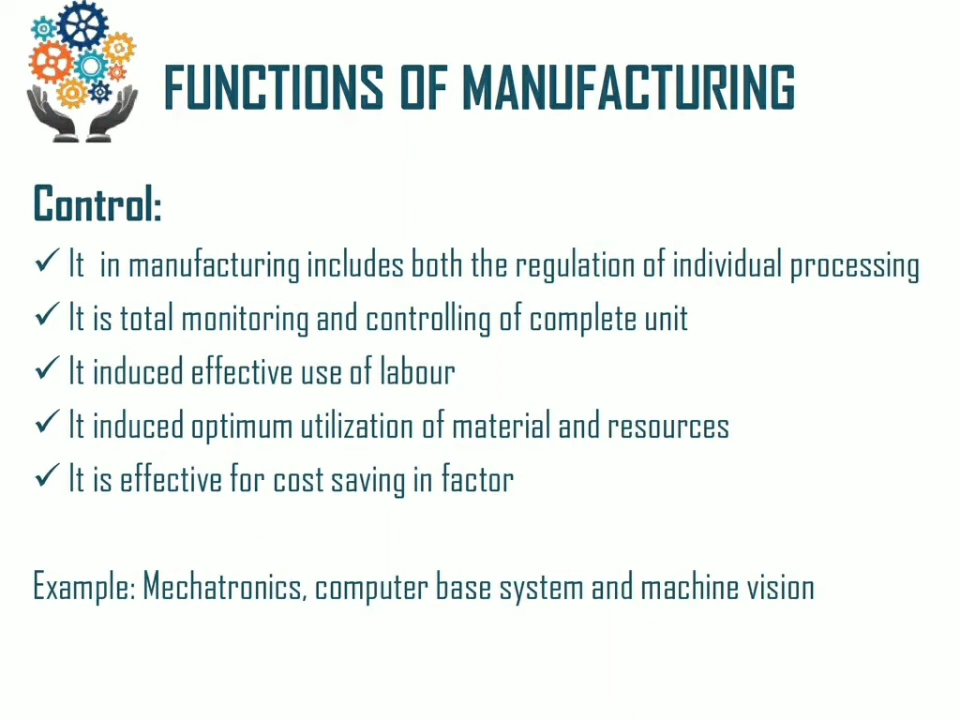 FUNCTIONS OF MANUFACTURING
Control:
✓ It in manufacturing includes both the regulation of individual processing
✓ It is total monitoring and controlling of complete unit
✓ It induced effective use of labour
✓ It induced optimum utilization of material and resources
✓ It is effective for cost saving in factor
Example: Mechatronics, computer base system and machine vision